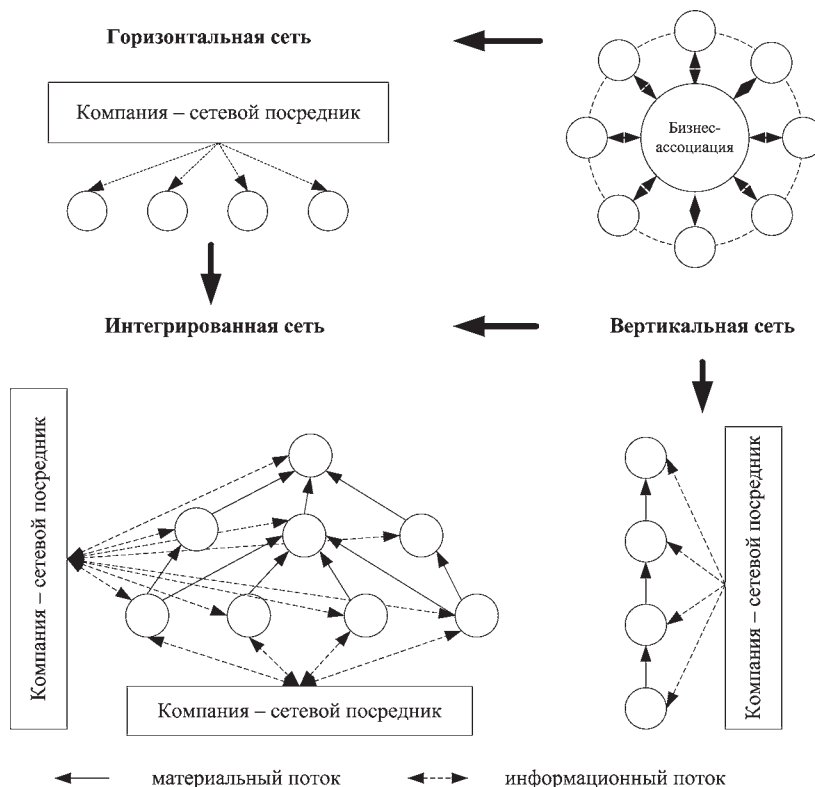 Горизонтальная сеть
Компания – сетевой посредник
Бизнес-
ассоциация
Интегрированная сеть
Вертикальная сеть
Компания – сетевой посредник
Компания – сетевой посредник
Компания – сетевой посредник
материальный поток
информационный поток